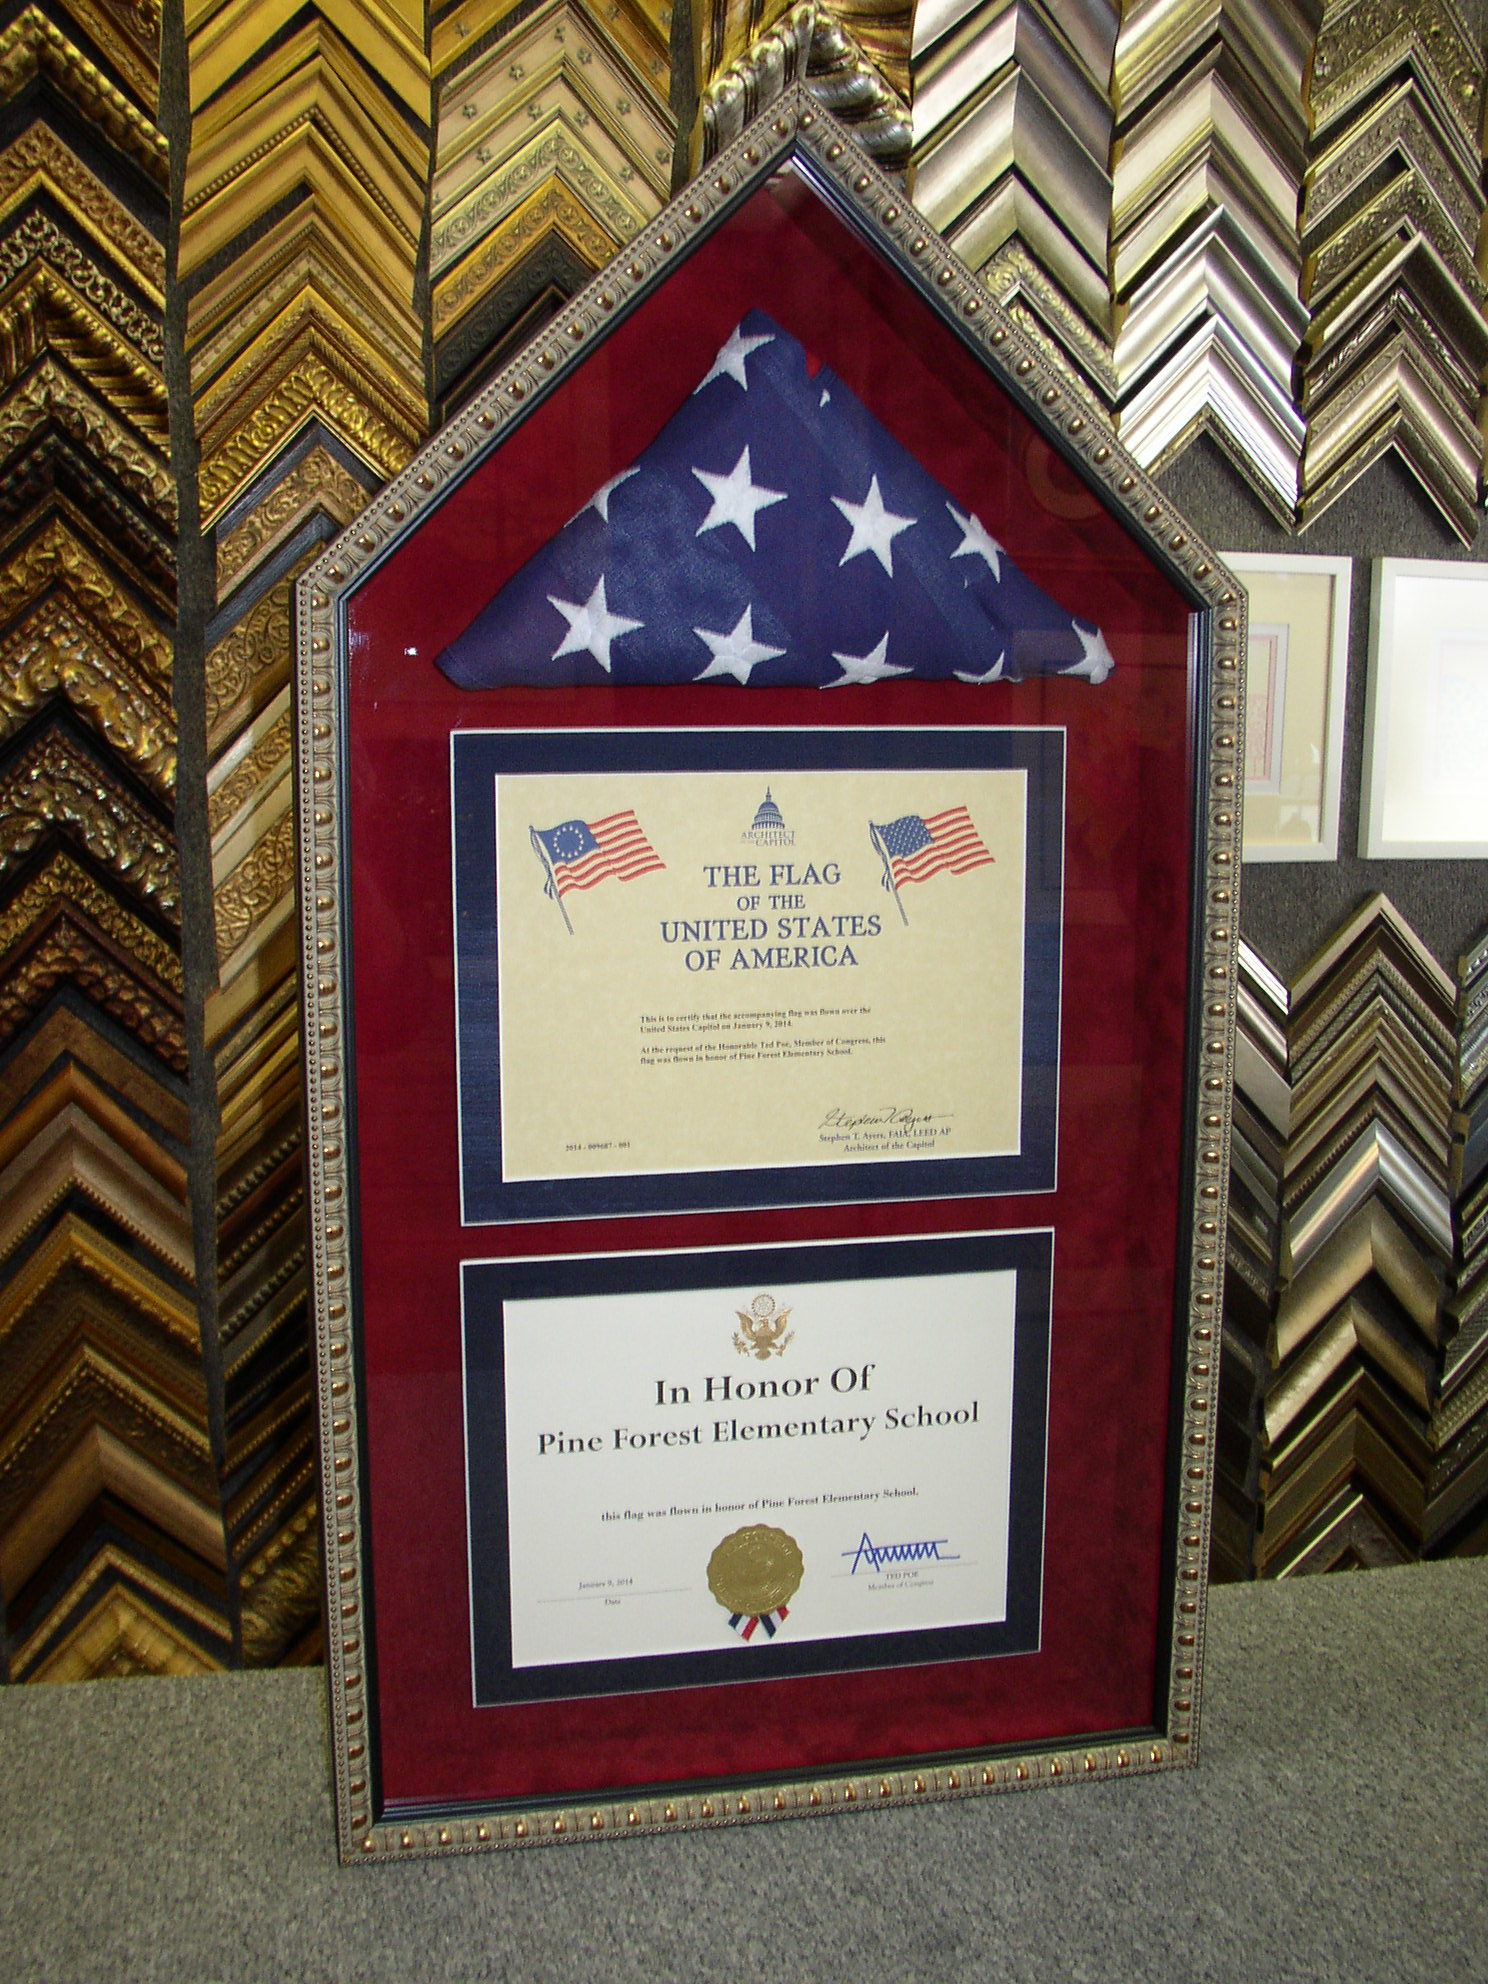 ARCHITECT
OF THE CAPITOL
THE FLAG
OF THE
UNITED STATES
OF AMERICA
This is to certify that the accompanying flag was flown over the
United States Capitol on January 9, 2014.
At the request of the Honorable Ted Poe, Member of Congress, this
flag was flown in honor of Pine Forest Elementary School.
Stephen T. Ayers, FAIA, LEED AP
Architect of the Capitol
2014 - 009687 - 001
In Honor Of
Pine Forest Elementary School
this flag was flown in honor of Pine Forest Elementary School.
January 9, 2014
Date
TED POE
Member of Congress